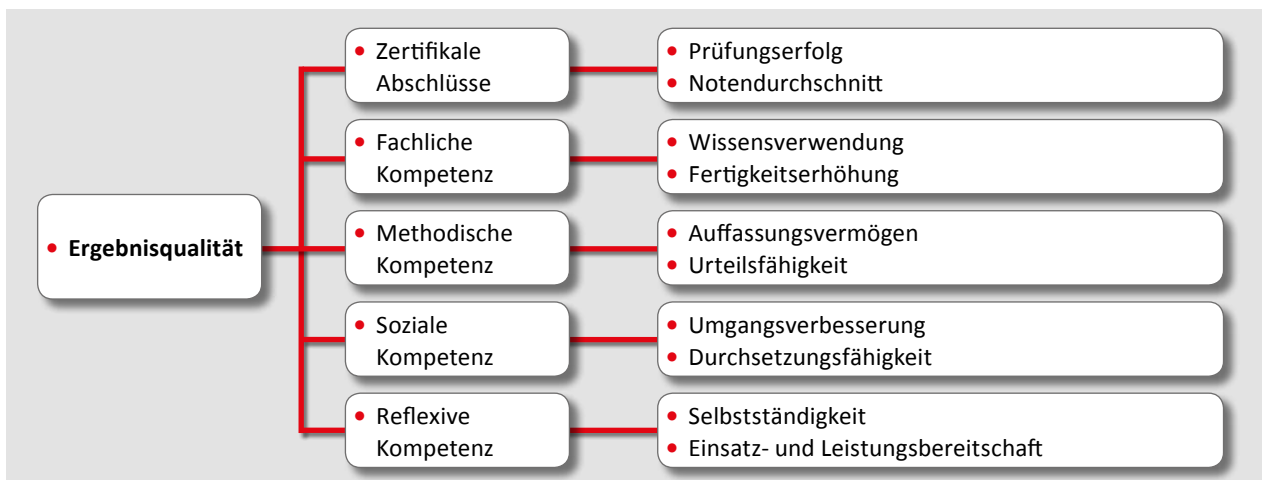 • Ergebnisqualität
• Zertifikale
Abschlüsse
• Prüfungserfolg
• Notendurchschnitt
• Fachliche
Kompetenz
• Wissensverwendung
• Fertigkeitserhöhung
• Methodische
Kompetenz
• Auffassungsvermögen
• Urteilsfähigkeit
• Soziale
Kompetenz
• Umgangsverbesserung
• Durchsetzungsfähigkeit
• Reflexive
Kompetenz
• Selbstständigkeit
• Einsatz- und Leistungsbereitschaft